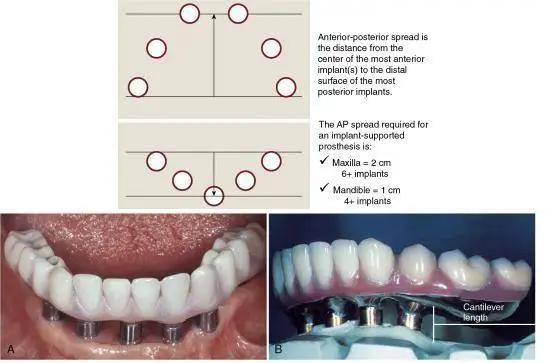 Anterior-posterior spread is
the distance from the
center of the most anterior
implant(s) to the distal
surface of the most
posterior implants.
The AP spread required for
an implant-supported
prosthesis is:
✓ Maxilla = 2 cm
6+ implants
✓ Mandible = 1 cm
4+ implants
A
B
Cantilever
length